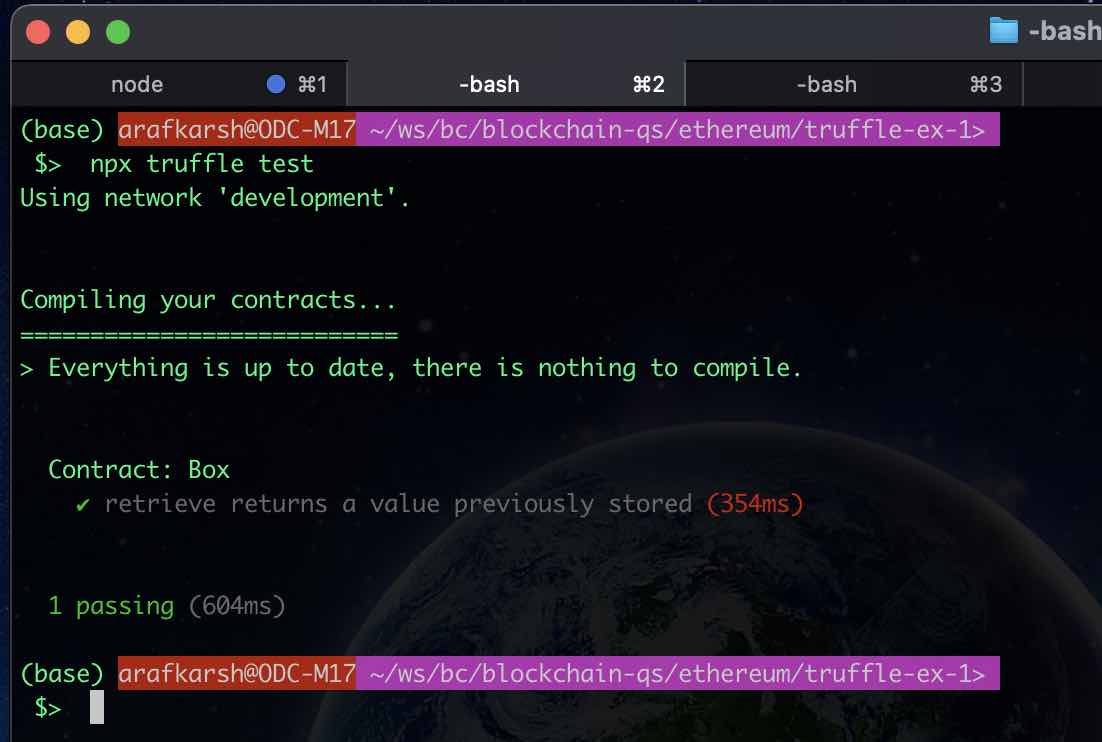 -bash
node ⌘1 -bash ⌘2 -bash ⌘3
(base) arafkarsh@ODC-M17 ~/ws/bc/blockchain-qs/ethereum/truffle-ex-1>
$> npx truffle test
Using network 'development'.
Compiling your contracts...
===========================
> Everything is up to date, there is nothing to compile.
Contract: Box
✔ retrieve returns a value previously stored (354ms)
1 passing (604ms)
(base) arafkarsh@ODC-M17 ~/ws/bc/blockchain-qs/ethereum/truffle-ex-1>
$>